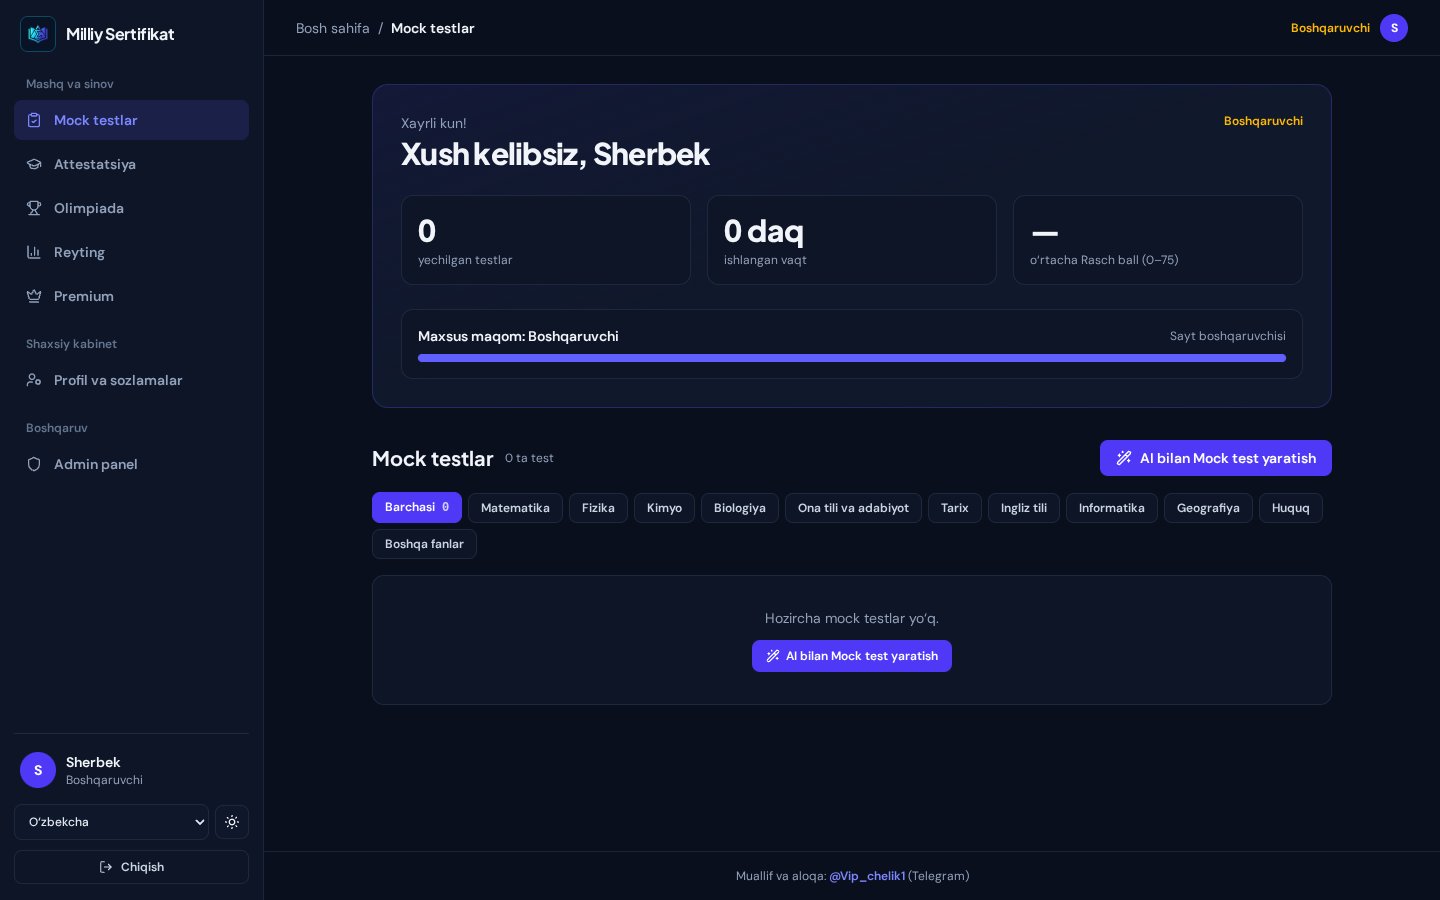 Milliy Sertifikat
Mashq va sinov
Mock testlar
Attestatsiya
Olimpiada
Reyting
Premium
Shaxsiy kabinet
Profil va sozlamalar
Boshqaruv
Admin panel
S
Sherbek
Boshqaruvchi
Oʻzbekcha
Chiqish
Bosh sahifa / Mock testlar
Boshqaruvchi S
Xayrli kun!
Boshqaruvchi
Xush kelibsiz, Sherbek
0
yechilgan testlar
0 daq
ishlangan vaqt
—
oʻrtacha Rasch ball (0–75)
Maxsus maqom: Boshqaruvchi
Sayt boshqaruvchisi
Mock testlar 0 ta test
AI bilan Mock test yaratish
Barchasi 0 Matematika Fizika Kimyo Biologiya Ona tili va adabiyot Tarix Ingliz tili Informatika Geografiya Huquq
Boshqa fanlar
Hozircha mock testlar yoʻq.
AI bilan Mock test yaratish
Muallif va aloqa: @Vip_chelik1 (Telegram)